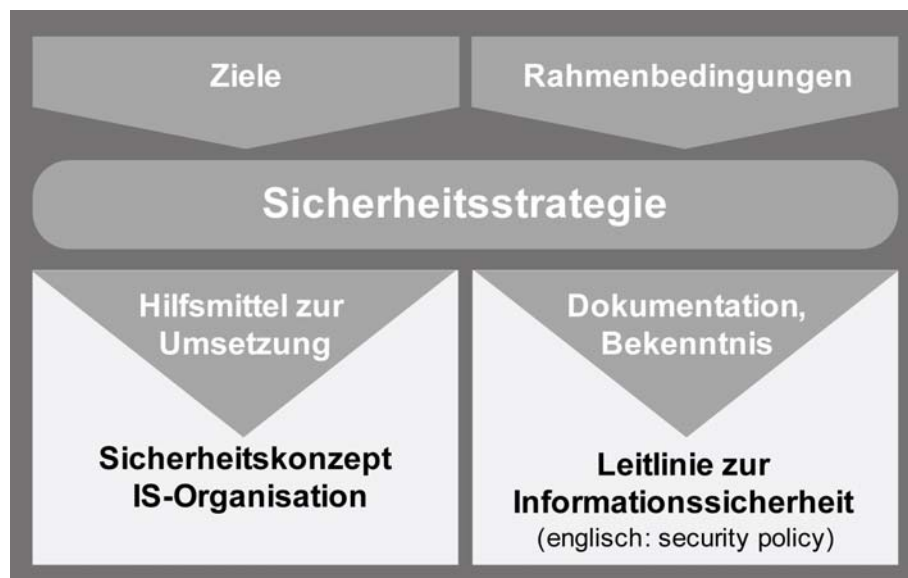 Ziele
Rahmenbedingungen
Sicherheitsstrategie
Hilfsmittel zur
Umsetzung
Sicherheitskonzept
IS-Organisation
Dokumentation,
Bekenntnis
Leitlinie zur
Informationssicherheit
(englisch: security policy)